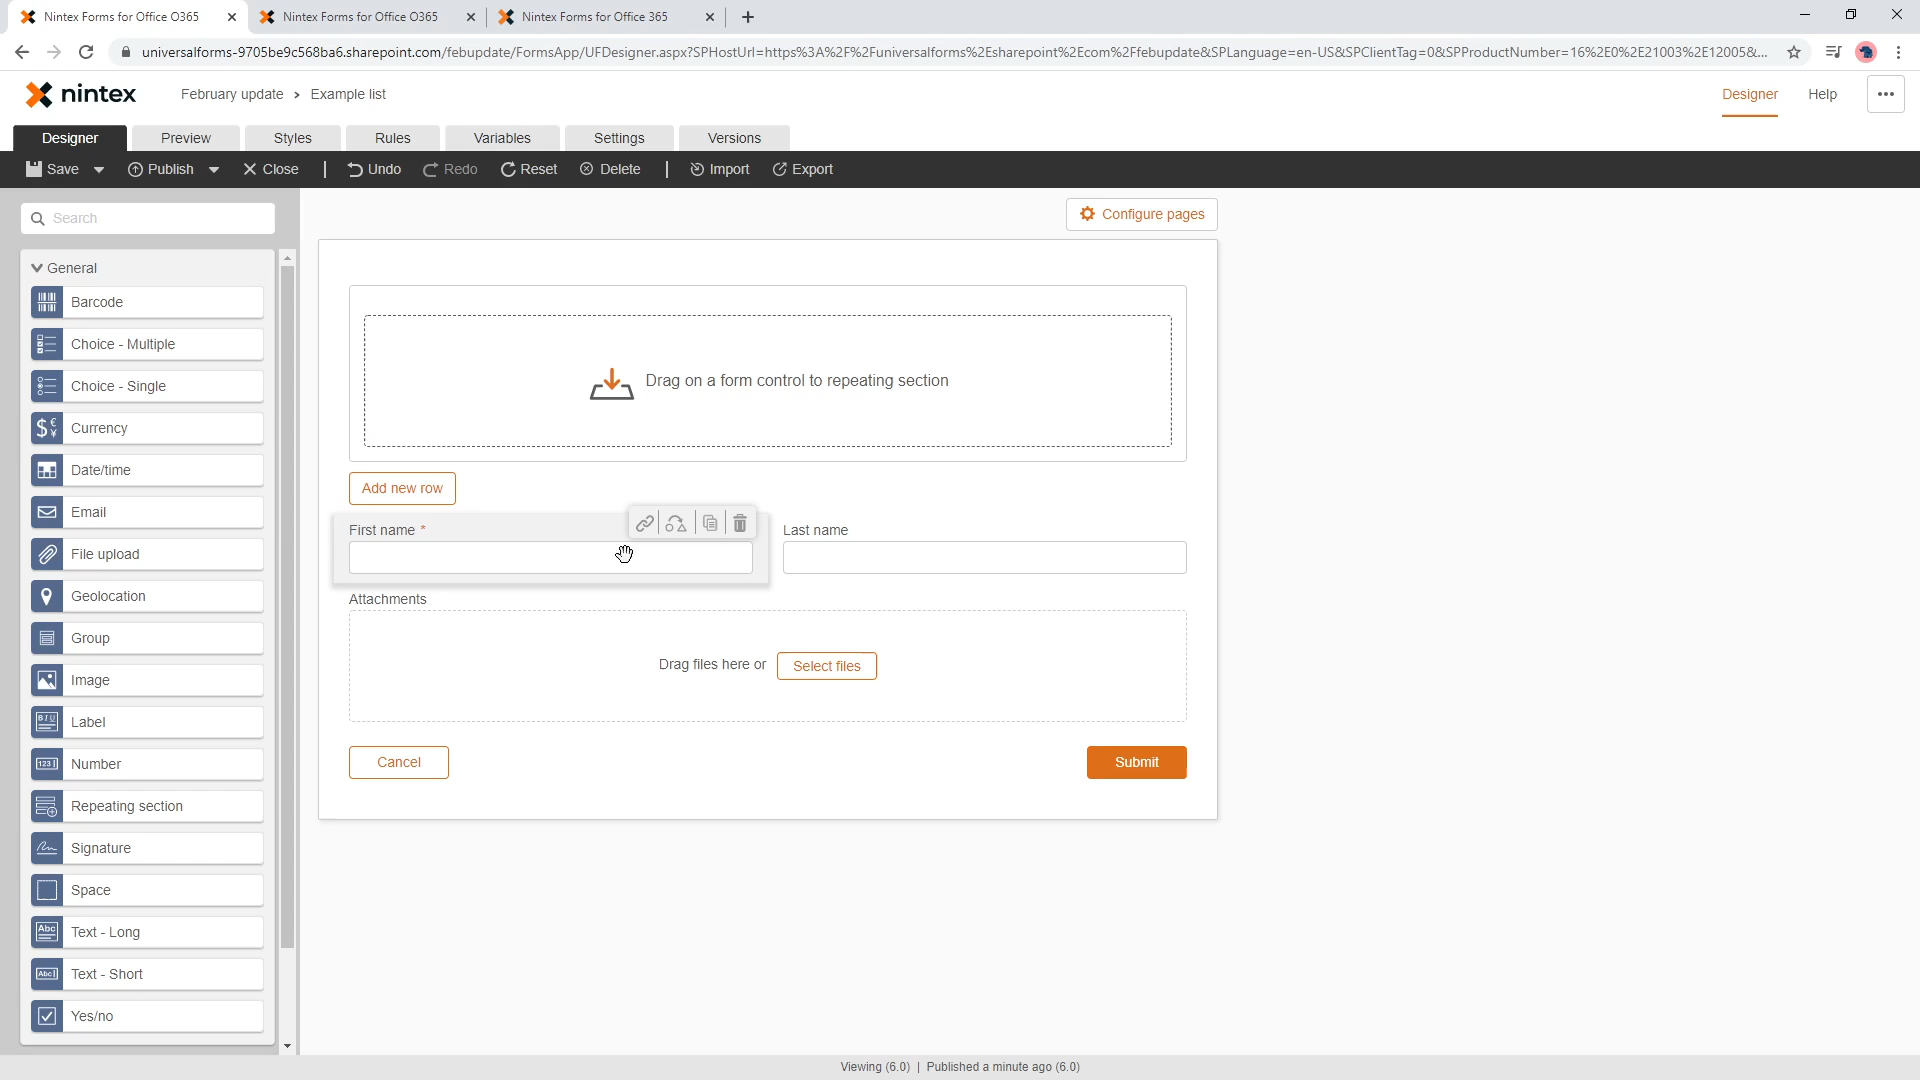 Nintex Forms for Office O365
Nintex Forms for Office O365
Nintex Forms for Office 365
universalforms-9705be9c568ba6.sharepoint.com/febupdate/FormsApp/UFDesigner.aspx?SPHostUrl=https%3A%2F%2Funiversalforms%2Esharepoint%2Ecom%2Ffebupdate&SPLanguage=en-US&SPClientTag=0&SPProductNumber=16%2E0%2E21003%2E12005&...
nintex
February update > Example list
Designer
Help
Designer
Preview
Styles
Rules
Variables
Settings
Versions
Save
Publish
Close
Undo
Redo
Reset
Delete
Import
Export
Search
Configure pages
General
Barcode
Choice - Multiple
Choice - Single
Currency
Date/time
Email
File upload
Geolocation
Group
Image
Label
Number
Repeating section
Signature
Space
Text - Long
Text - Short
Yes/no
Drag on a form control to repeating section
Add new row
First name *
Last name
Attachments
Drag files here or
Select files
Cancel
Submit
Viewing (6.0) | Published a minute ago (6.0)